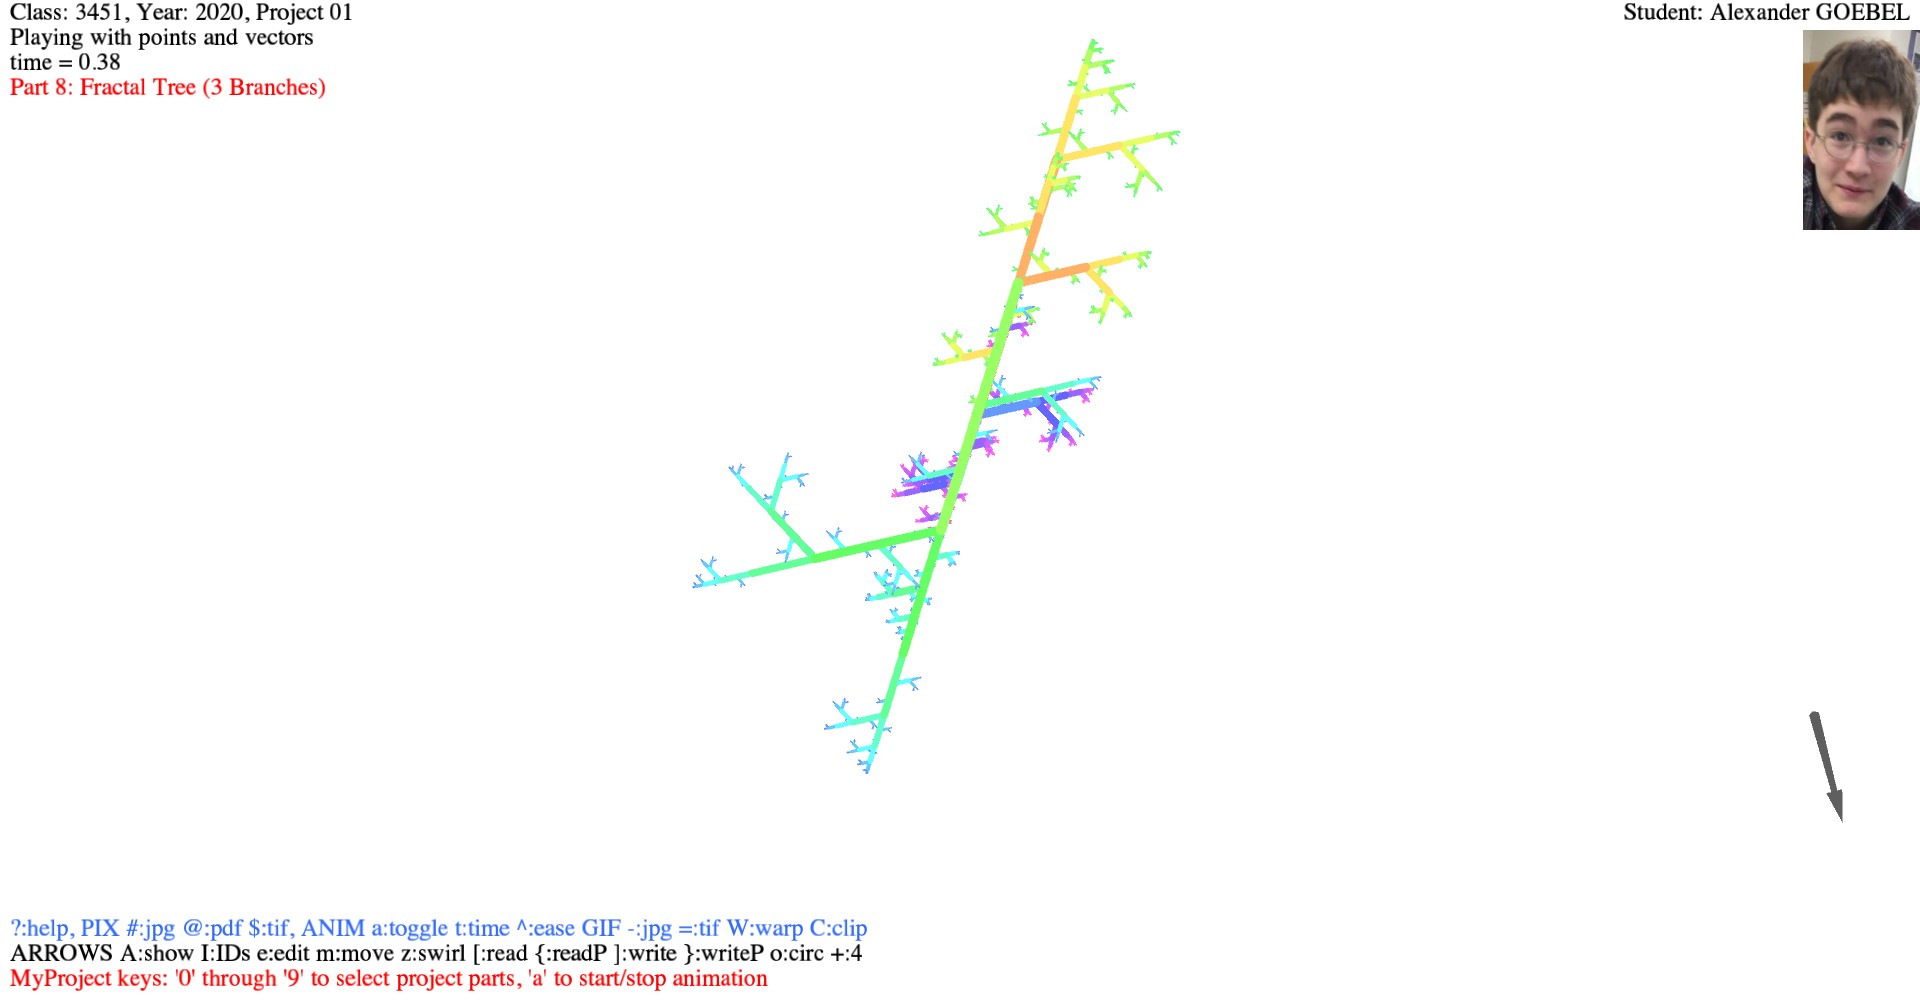 Class: 3451, Year: 2020, Project 01
Student: Alexander GOEBEL
Playing with points and vectors
time = 0.38
Part 8: Fractal Tree (3 Branches)
?:help, PIX #:jpg @:pdf $:tif, ANIM a:toggle t:time ^:ease GIF -:jpg =:tif W:warp C:clip
ARROWS A:show I:IDs e:edit m:move z:swirl [:read {:readP ]:write }:writeP o:circ +:4
MyProject keys: '0' through '9' to select project parts, 'a' to start/stop animation